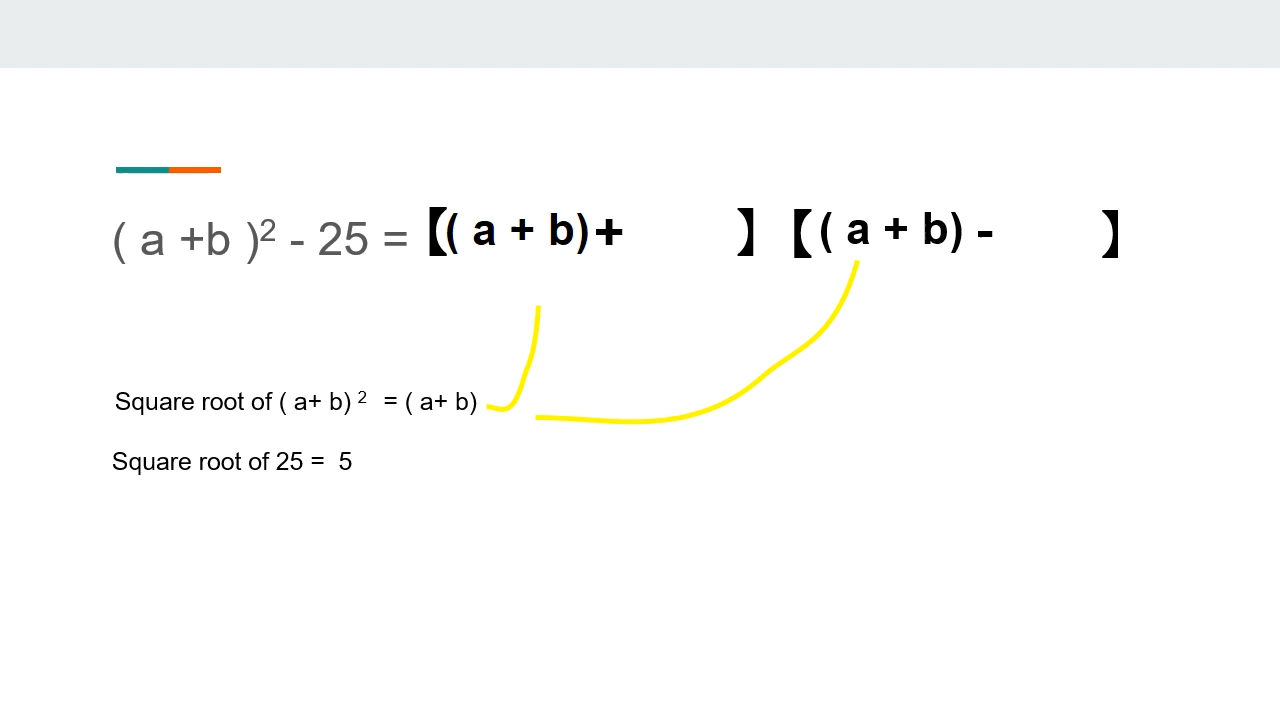 ( a +b )² - 25 = 【( a + b)+ 】【( a + b) - 】
Square root of ( a+ b) ² = ( a+ b)
Square root of 25 = 5